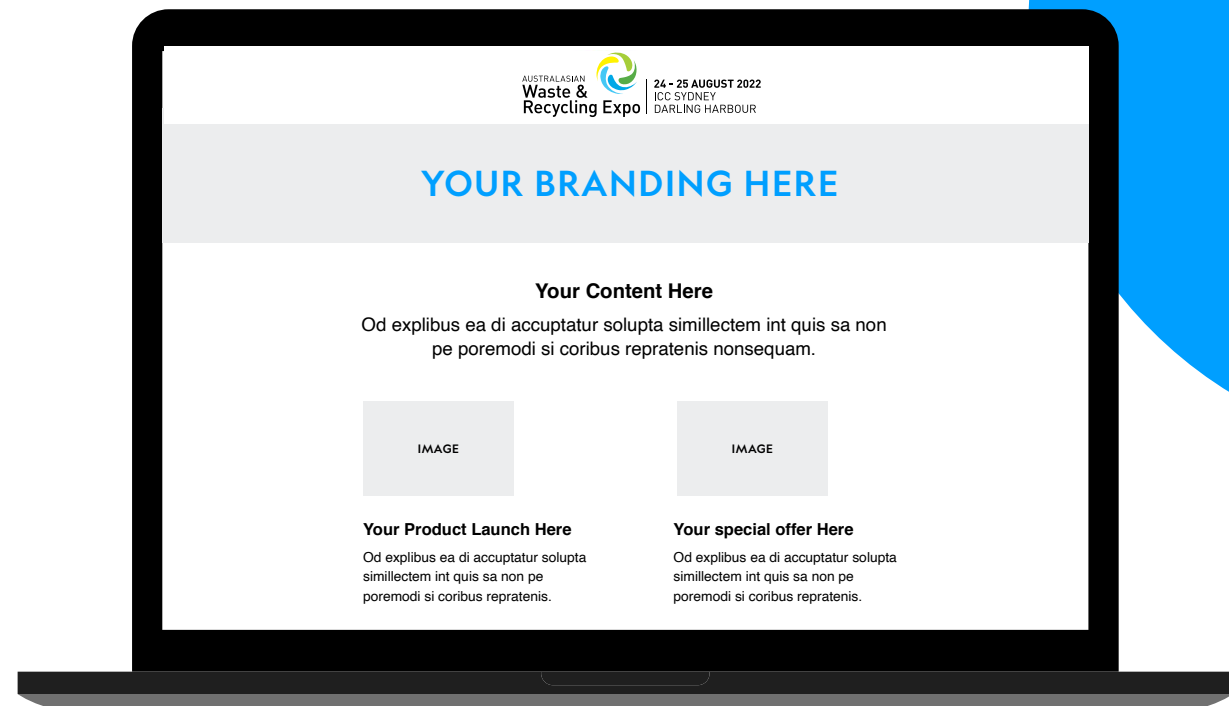 AUSTRALASIAN
Waste &
Recycling Expo
24 - 25 AUGUST 2022
ICC SYDNEY
DARLING HARBOUR
YOUR BRANDING HERE
Your Content Here
Od explibus ea di accuptatur solupta simillectem int quis sa non
pe poremodi si coribus repratenis nonsequam.
IMAGE
IMAGE
Your Product Launch Here
Od explibus ea di accuptatur solupta
simillectem int quis sa non pe
poremodi si coribus repratenis.
Your special offer Here
Od explibus ea di accuptatur solupta
simillectem int quis sa non pe
poremodi si coribus repratenis.